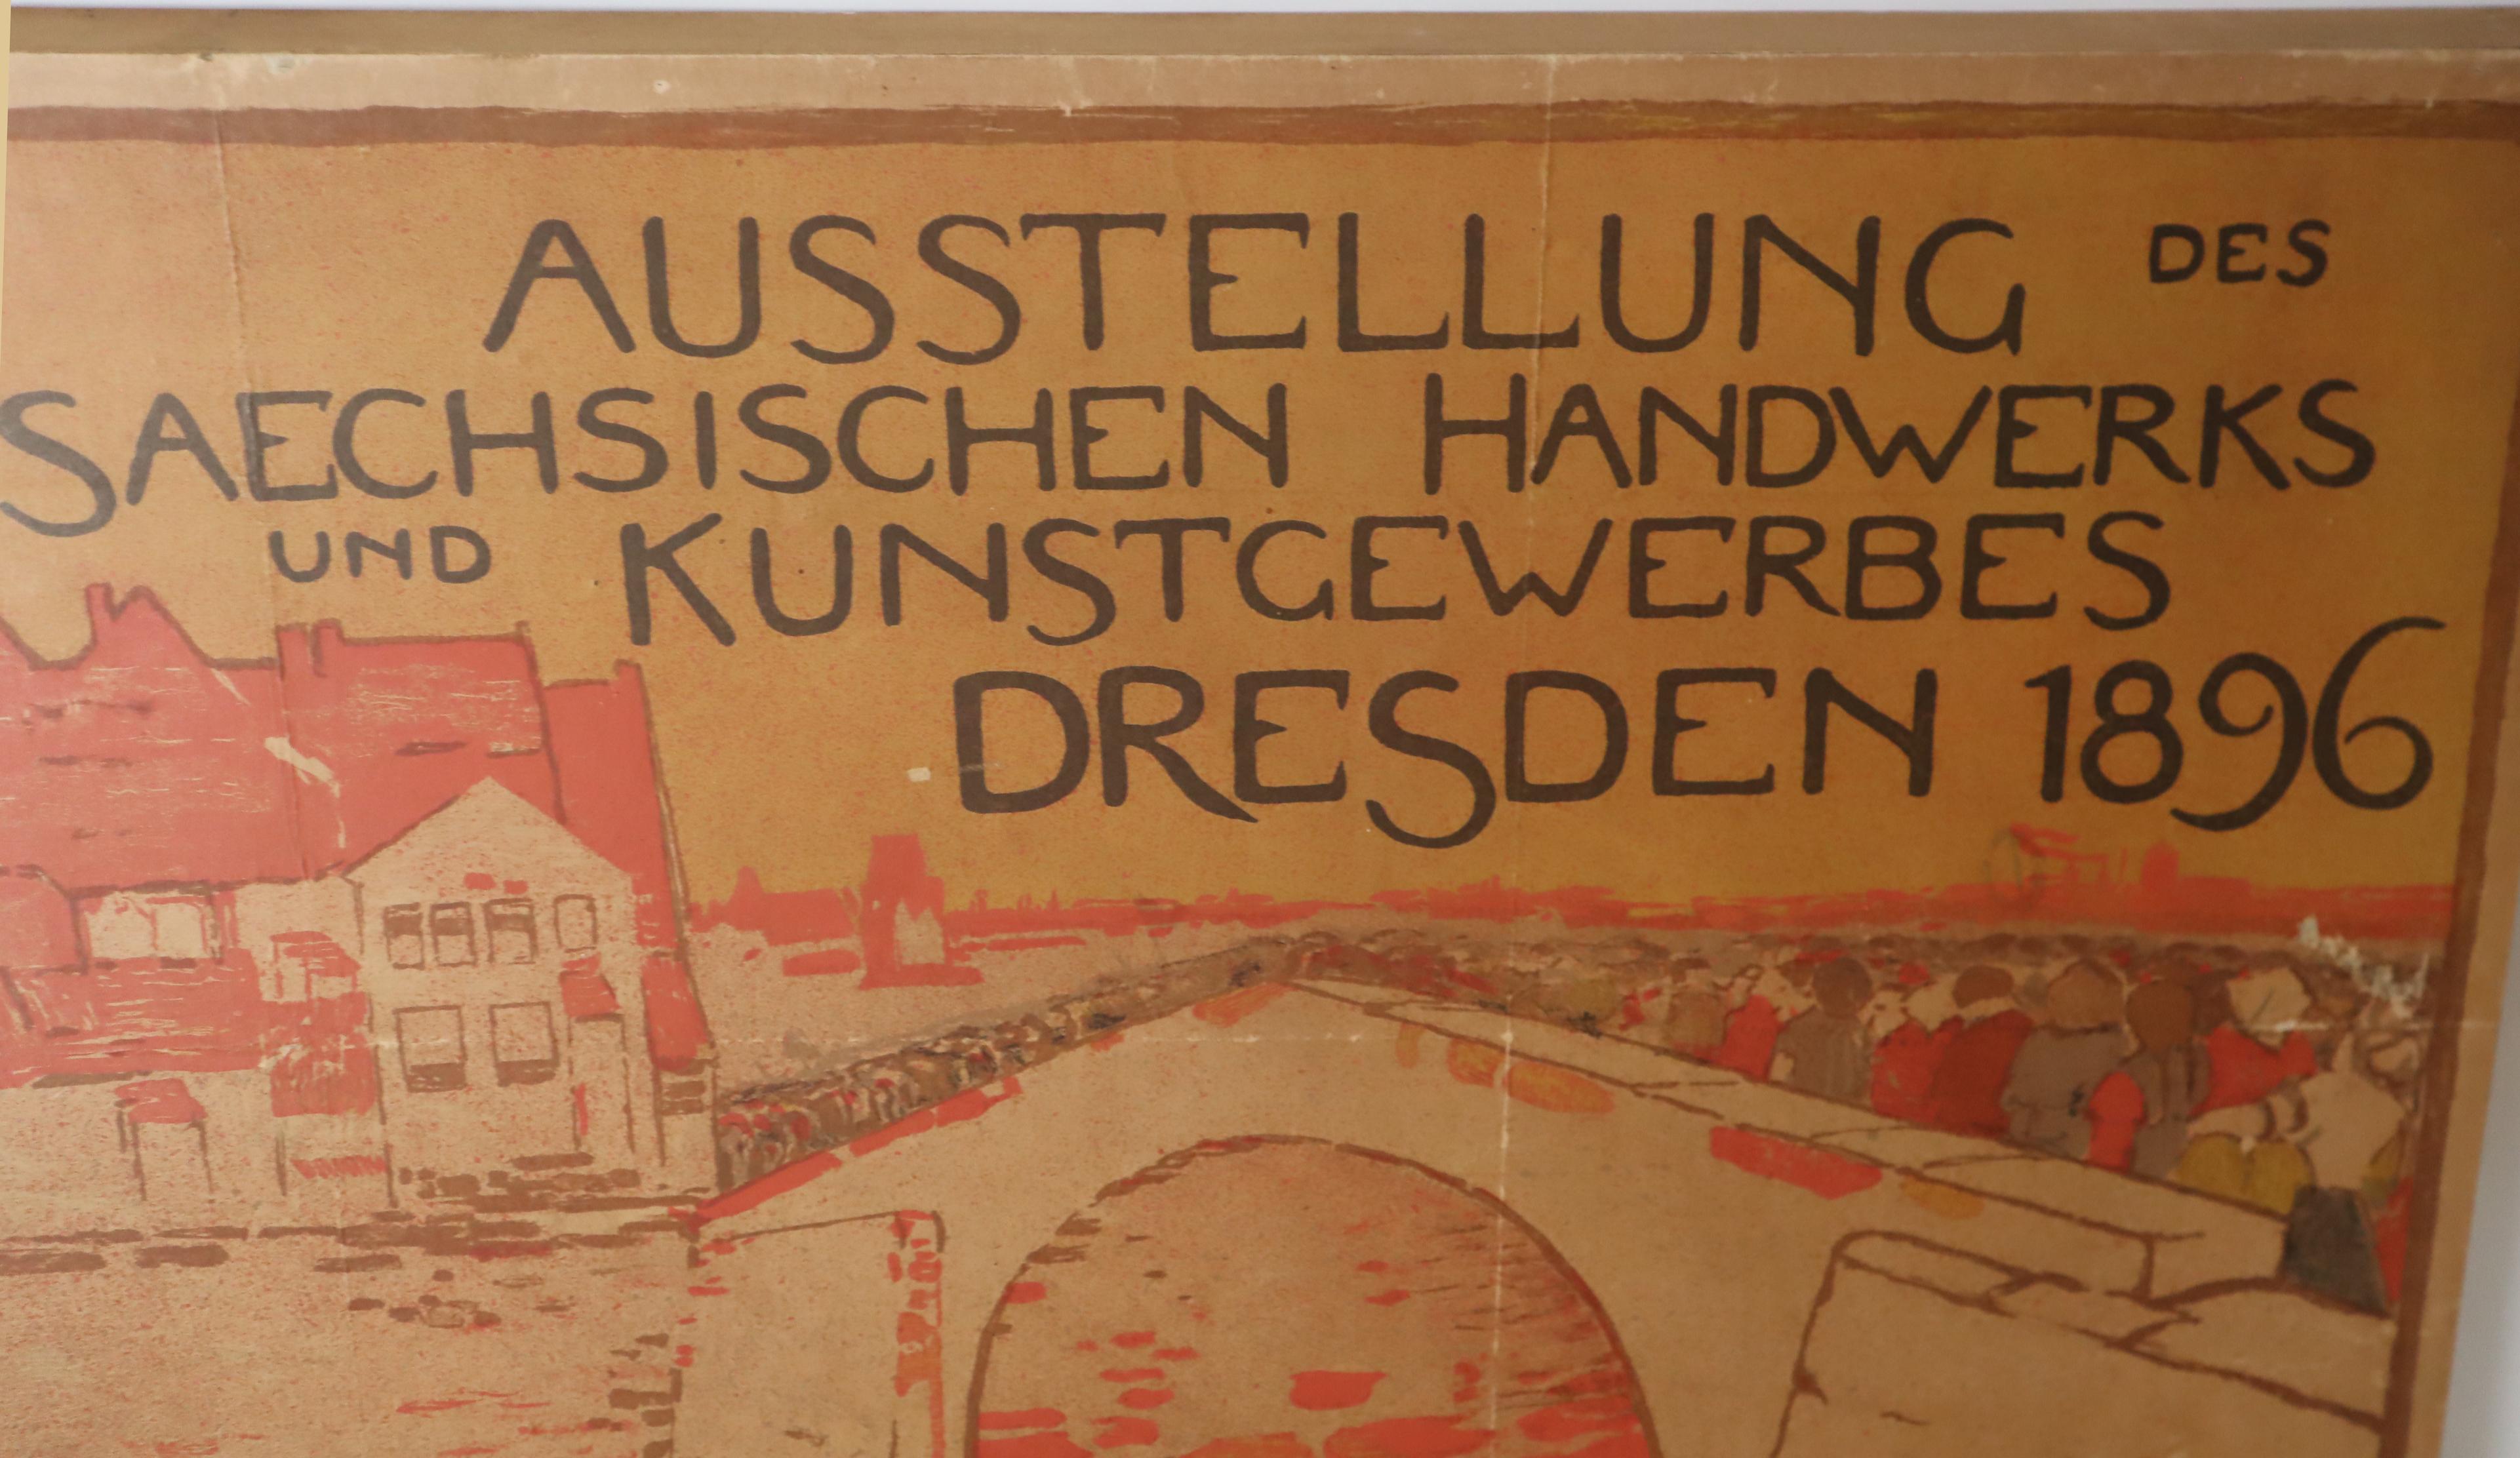 AUSSTELLUNG DES
SAECHSISCHEN HANDWERKS
UND KUNSTGEWERBES
DRESDEN 1896